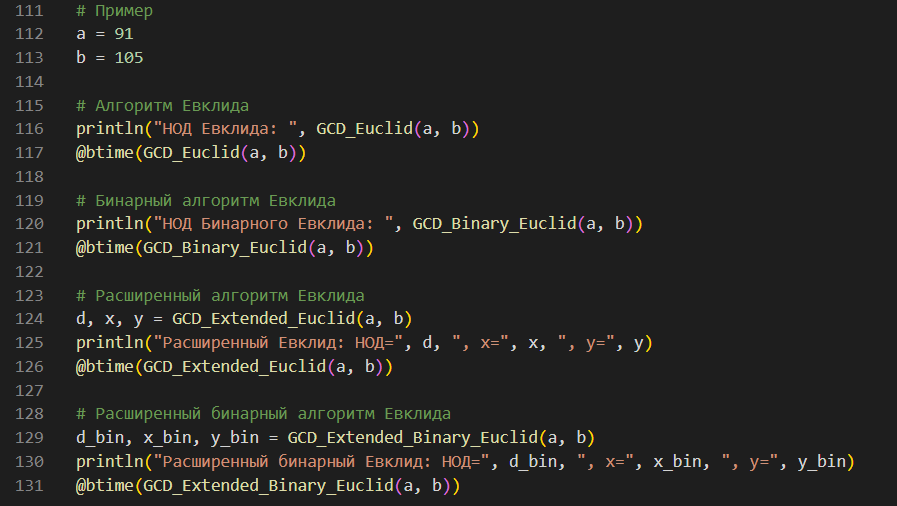 111 # Пример
112 a = 91
113 b = 105
114
115 # Алгоритм Евклида
116 println("НОД Евклида: ", GCD_Euclid(a, b))
117 @btime(GCD_Euclid(a, b))
118
119 # Бинарный алгоритм Евклида
120 println("НОД Бинарного Евклида: ", GCD_Binary_Euclid(a, b))
121 @btime(GCD_Binary_Euclid(a, b))
122
123 # Расширенный алгоритм Евклида
124 d, x, y = GCD_Extended_Euclid(a, b)
125 println("Расширенный Евклид: НОД=", d, ", x=", x, ", y=", y)
126 @btime(GCD_Extended_Euclid(a, b))
127
128 # Расширенный бинарный алгоритм Евклида
129 d_bin, x_bin, y_bin = GCD_Extended_Binary_Euclid(a, b)
130 println("Расширенный бинарный Евклид: НОД=", d_bin, ", x=", x_bin, ", y=", y_bin)
131 @btime(GCD_Extended_Binary_Euclid(a, b))